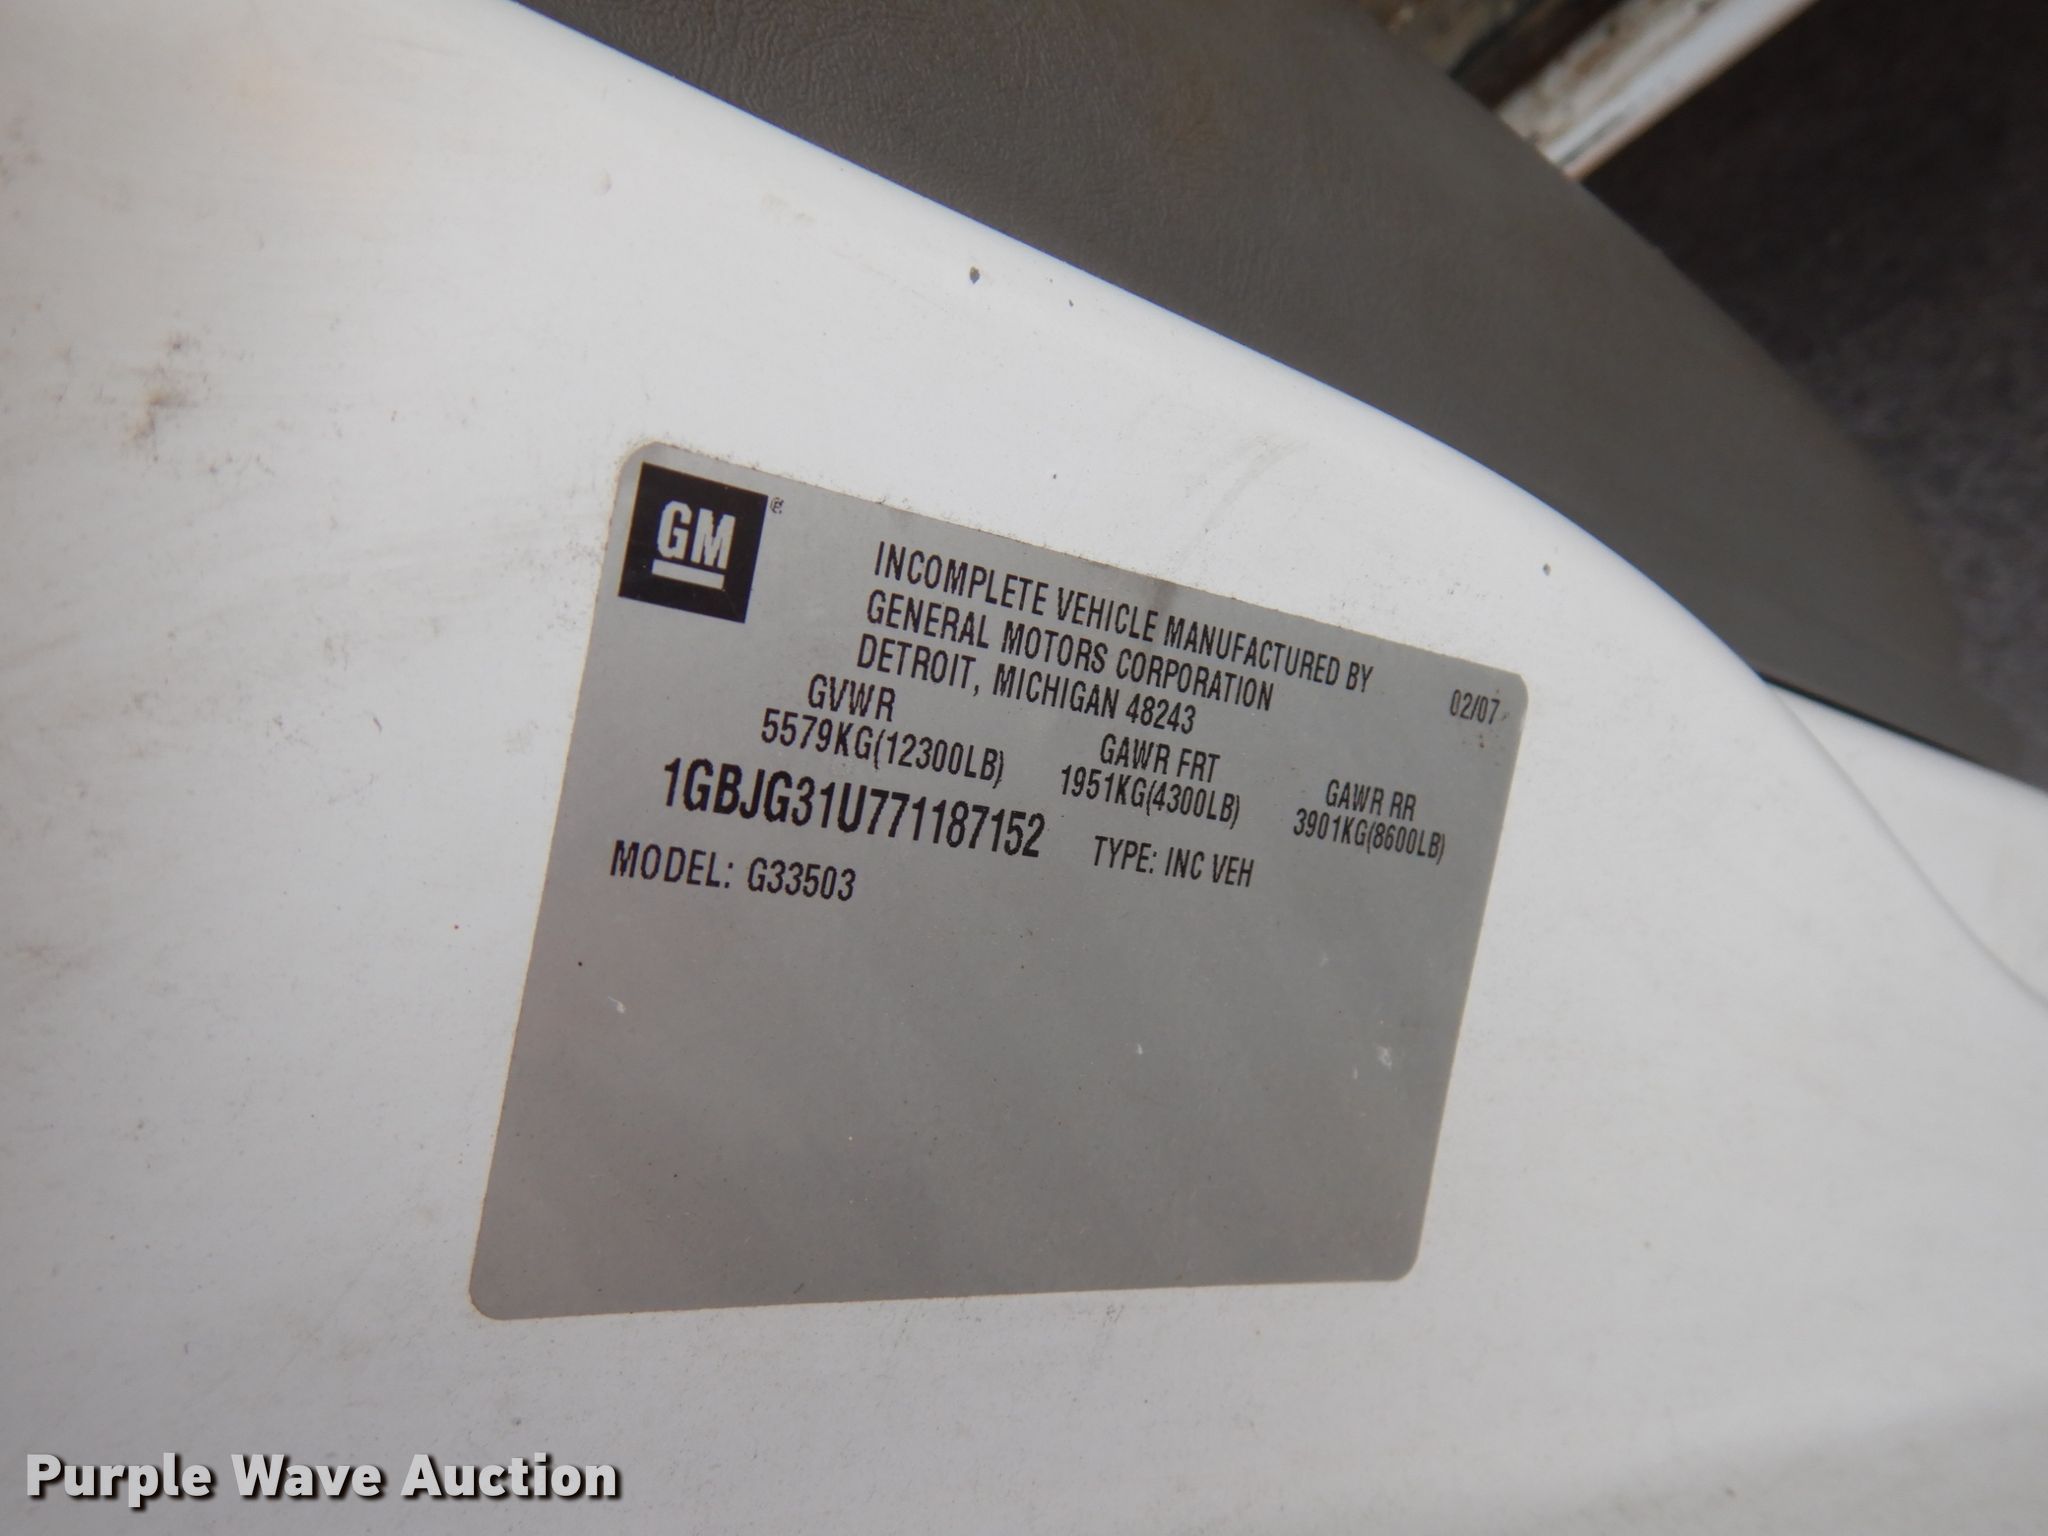 GM®
INCOMPLETE VEHICLE MANUFACTURED BY
GENERAL MOTORS CORPORATION
DETROIT, MICHIGAN 48243
02/07
GVWR
5579KG(12300LB)
GAWR FRT
1951KG(4300LB)
GAWR RR
3901KG(8600LB)
1GBJG31U771187152
TYPE: INC VEH
MODEL: G33503
Purple Wave Auction